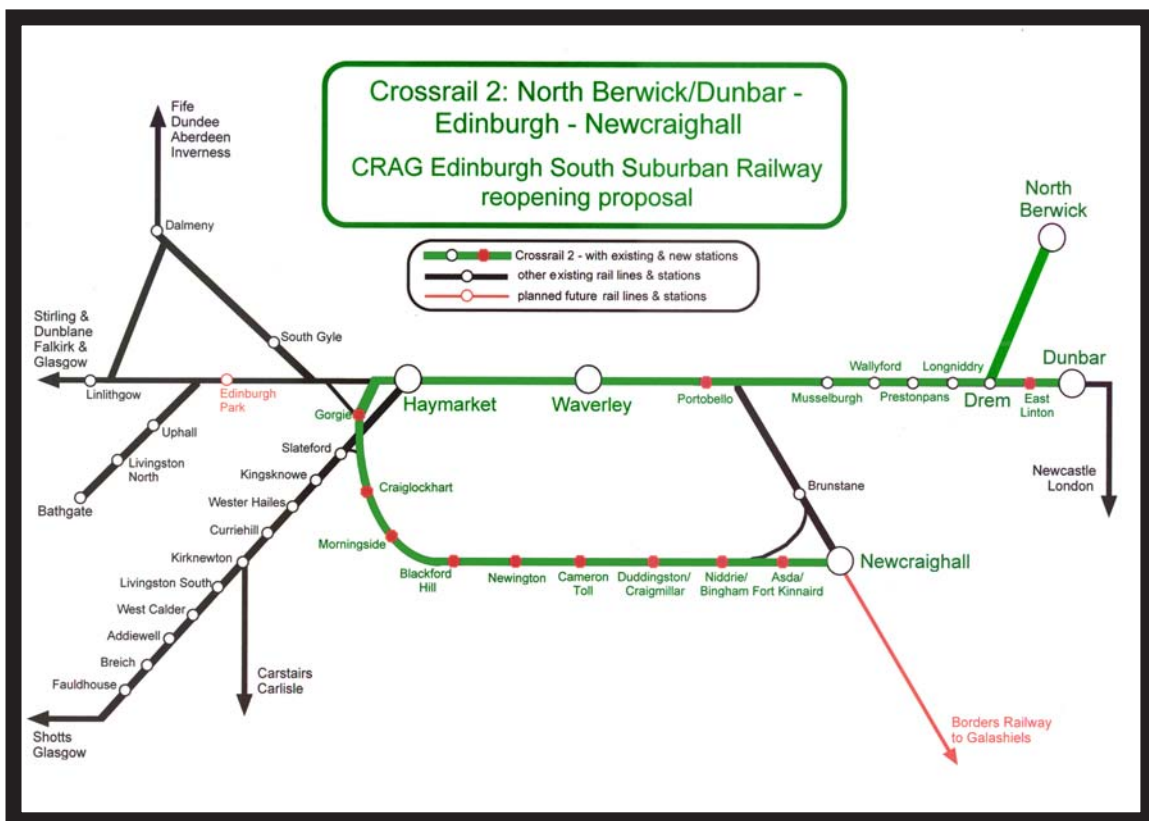 Crossrail 2: North Berwick/Dunbar -
Edinburgh - Newcraighall
CRAG Edinburgh South Suburban Railway
reopening proposal
Crossrail 2 - with existing & new stations
other existing rail lines & stations
planned future rail lines & stations
Fife
Dundee
Aberdeen
Inverness
Dalmeny
South Gyle
Stirling &
Dunblane
Falkirk &
Glasgow
Linlithgow
Edinburgh
Park
Uphall
Livingston
North
Bathgate
Haymarket
Waverley
Portobello
Musselburgh
Wallyford
Prestonpans
Longniddry
Drem
North
Berwick
East
Linton
Dunbar
Newcastle
London
Gorgie
Slateford
Kingsknowe
Wester Hailes
Curriehill
Kirknewton
Livingston South
West Calder
Addiewell
Breich
Fauldhouse
Shotts
Glasgow
Carstairs
Carlisle
Craiglockhart
Morningside
Blackford
Hill
Newington
Cameron
Toll
Duddingston/
Craigmillar
Niddrie/
Bingham
Asda/
Fort Kinnaird
Brunstane
Newcraighall
Borders Railway
to Galashiels